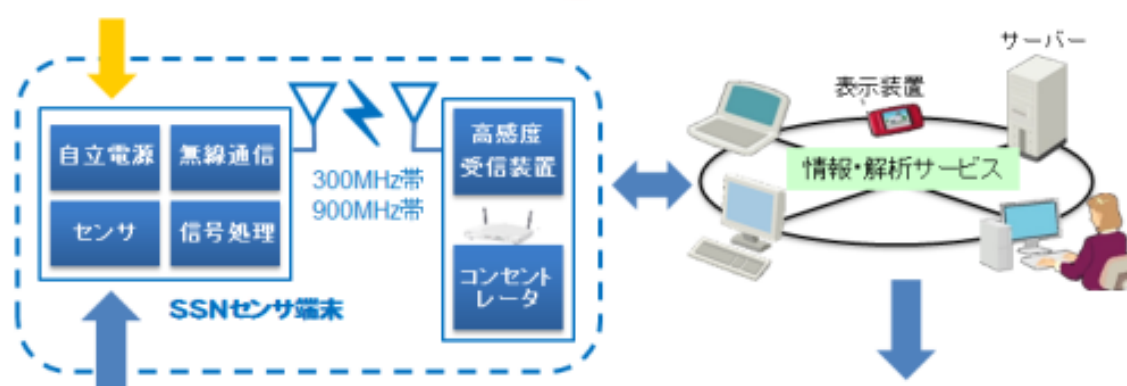 サーバー
表示装置
自立電源
無線通信
高感度
受信装置
300MHz帯
900MHz帯
情報・解析サービス
センサ
信号処理
コンセント
レータ
SSNセンサ端末